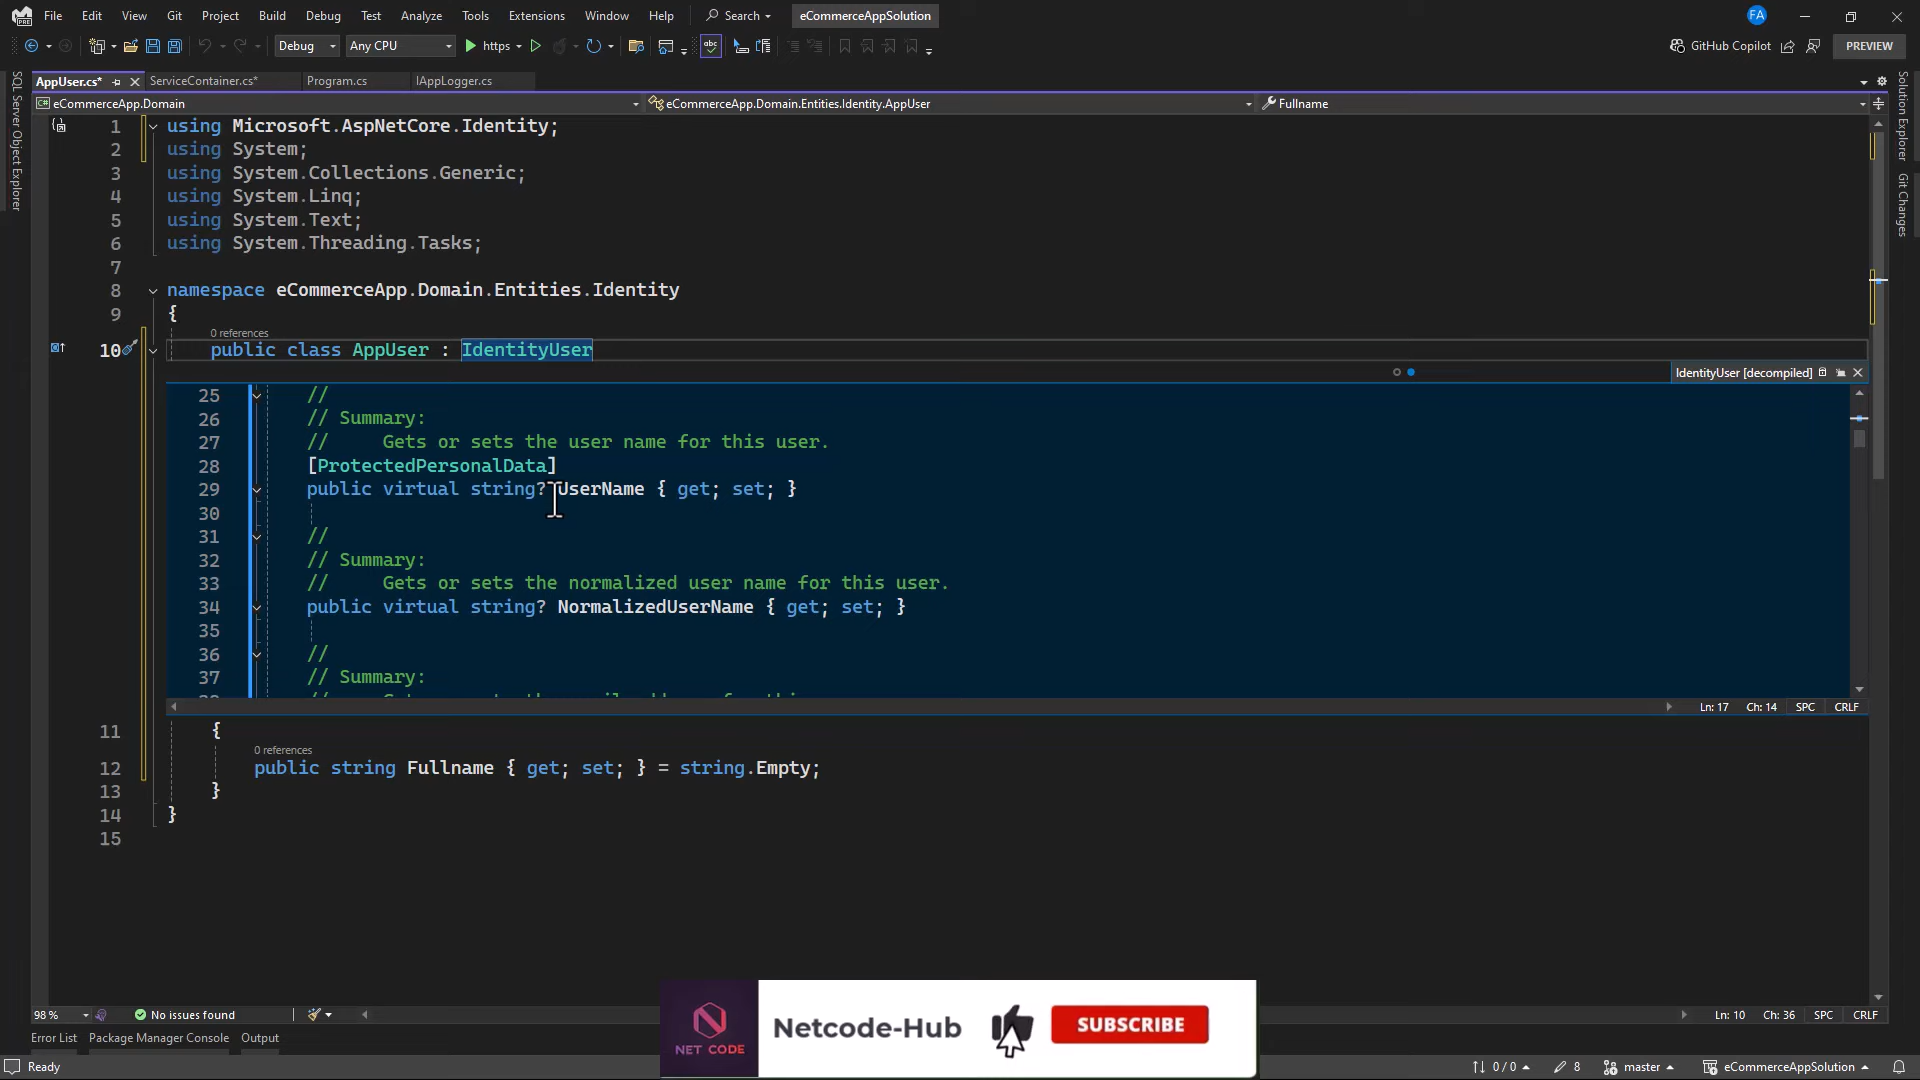 File Edit View Git Project Build Debug Test Analyze Tools Extensions Window Help Search eCommerceAppSolution FA
Debug Any CPU https GitHub Copilot PREVIEW
AppUser.cs* ServiceContainer.cs* Program.cs IAppLogger.cs
eCommerceApp.Domain eCommerceApp.Domain.Entities.Identity.AppUser Fullname
SQL Server Object Explorer
Solution Explorer
Git Changes
1 using Microsoft.AspNetCore.Identity;
2 using System;
3 using System.Collections.Generic;
4 using System.Linq;
5 using System.Text;
6 using System.Threading.Tasks;
7
8 namespace eCommerceApp.Domain.Entities.Identity
9 {
0 references
10 public class AppUser : IdentityUser
IdentityUser [decompiled]
25 //
26 // Summary:
27 // Gets or sets the user name for this user.
28 [ProtectedPersonalData]
29 public virtual string? UserName { get; set; }
30
31 //
32 // Summary:
33 // Gets or sets the normalized user name for this user.
34 public virtual string? NormalizedUserName { get; set; }
35
36 //
37 // Summary:
Ln: 17 Ch: 14 SPC CRLF
11 {
0 references
12 public string Fullname { get; set; } = string.Empty;
13 }
14 }
15
98 % No issues found Ln: 10 Ch: 36 SPC CRLF
Error List Package Manager Console Output
NET CODE
Netcode-Hub SUBSCRIBE
Ready 0 / 0 8 master eCommerceAppSolution